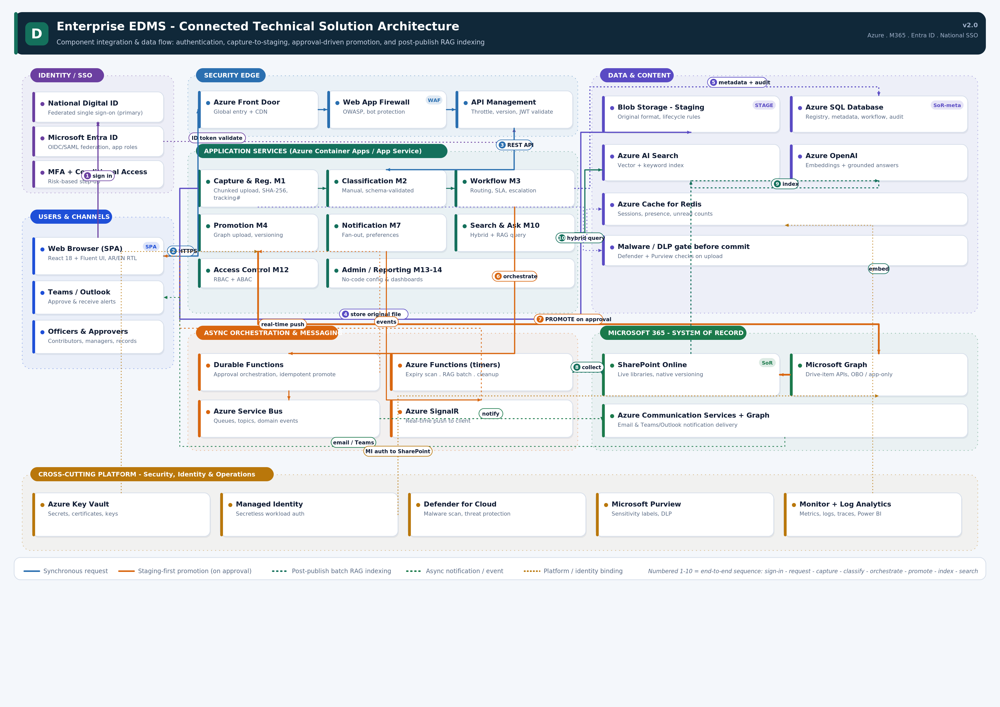 D
Enterprise EDMS - Connected Technical Solution Architecture
Component integration & data flow: authentication, capture-to-staging, approval-driven promotion, and post-publish RAG indexing
v2.0
Azure . M365 . Entra ID . National SSO
IDENTITY / SSO
National Digital ID
Federated single sign-on (primary)
Microsoft Entra ID
OIDC/SAML federation, app roles
MFA + Conditional Access
Risk-based step-up
1 sign in
USERS & CHANNELS
Web Browser (SPA)
SPA
React 18 + Fluent UI, AR/EN RTL
Teams / Outlook
Approve & receive alerts
Officers & Approvers
Contributors, managers, records
2 HTTPS
SECURITY EDGE
Azure Front Door
Global entry + CDN
Web App Firewall
WAF
OWASP, bot protection
API Management
Throttle, version, JWT validate
ID token validate
3 REST API
APPLICATION SERVICES (Azure Container Apps / App Service)
Capture & Reg. M1
Chunked upload, SHA-256,
tracking#
Classification M2
Manual, schema-validated
Workflow M3
Routing, SLA, escalation
Promotion M4
Graph upload, versioning
Notification M7
Fan-out, preferences
Search & Ask M10
Hybrid + RAG query
10 hybrid query
Access Control M12
RBAC + ABAC
Admin / Reporting M13-14
No-code config & dashboards
6 orchestrate
4 store original file
events
real-time push
7 PROMOTE on approval
DATA & CONTENT
5 metadata + audit
Blob Storage - Staging
STAGE
Original format, lifecycle rules
Azure SQL Database
SoR-meta
Registry, metadata, workflow, audit
Azure AI Search
Vector + keyword index
Azure OpenAI
Embeddings + grounded answers
9 index
Azure Cache for Redis
Sessions, presence, unread counts
Malware / DLP gate before commit
Defender + Purview checks on upload
embed
ASYNC ORCHESTRATION & MESSAGING
Durable Functions
Approval orchestration, idempotent promote
Azure Functions (timers)
Expiry scan . RAG batch . cleanup
8 collect
Azure Service Bus
Queues, topics, domain events
Azure SignalR
Real-time push to client
notify
email / Teams
MI auth to SharePoint
MICROSOFT 365 - SYSTEM OF RECORD
SharePoint Online
SoR
Live libraries, native versioning
Microsoft Graph
Drive-item APIs, OBO / app-only
Azure Communication Services + Graph
Email & Teams/Outlook notification delivery
CROSS-CUTTING PLATFORM - Security, Identity & Operations
Azure Key Vault
Secrets, certificates, keys
Managed Identity
Secretless workload auth
Defender for Cloud
Malware scan, threat protection
Microsoft Purview
Sensitivity labels, DLP
Monitor + Log Analytics
Metrics, logs, traces, Power BI
Synchronous request
Staging-first promotion (on approval)
Post-publish batch RAG indexing
Async notification / event
Platform / identity binding
Numbered 1-10 = end-to-end sequence: sign-in - request - capture - classify - orchestrate - promote - index - search